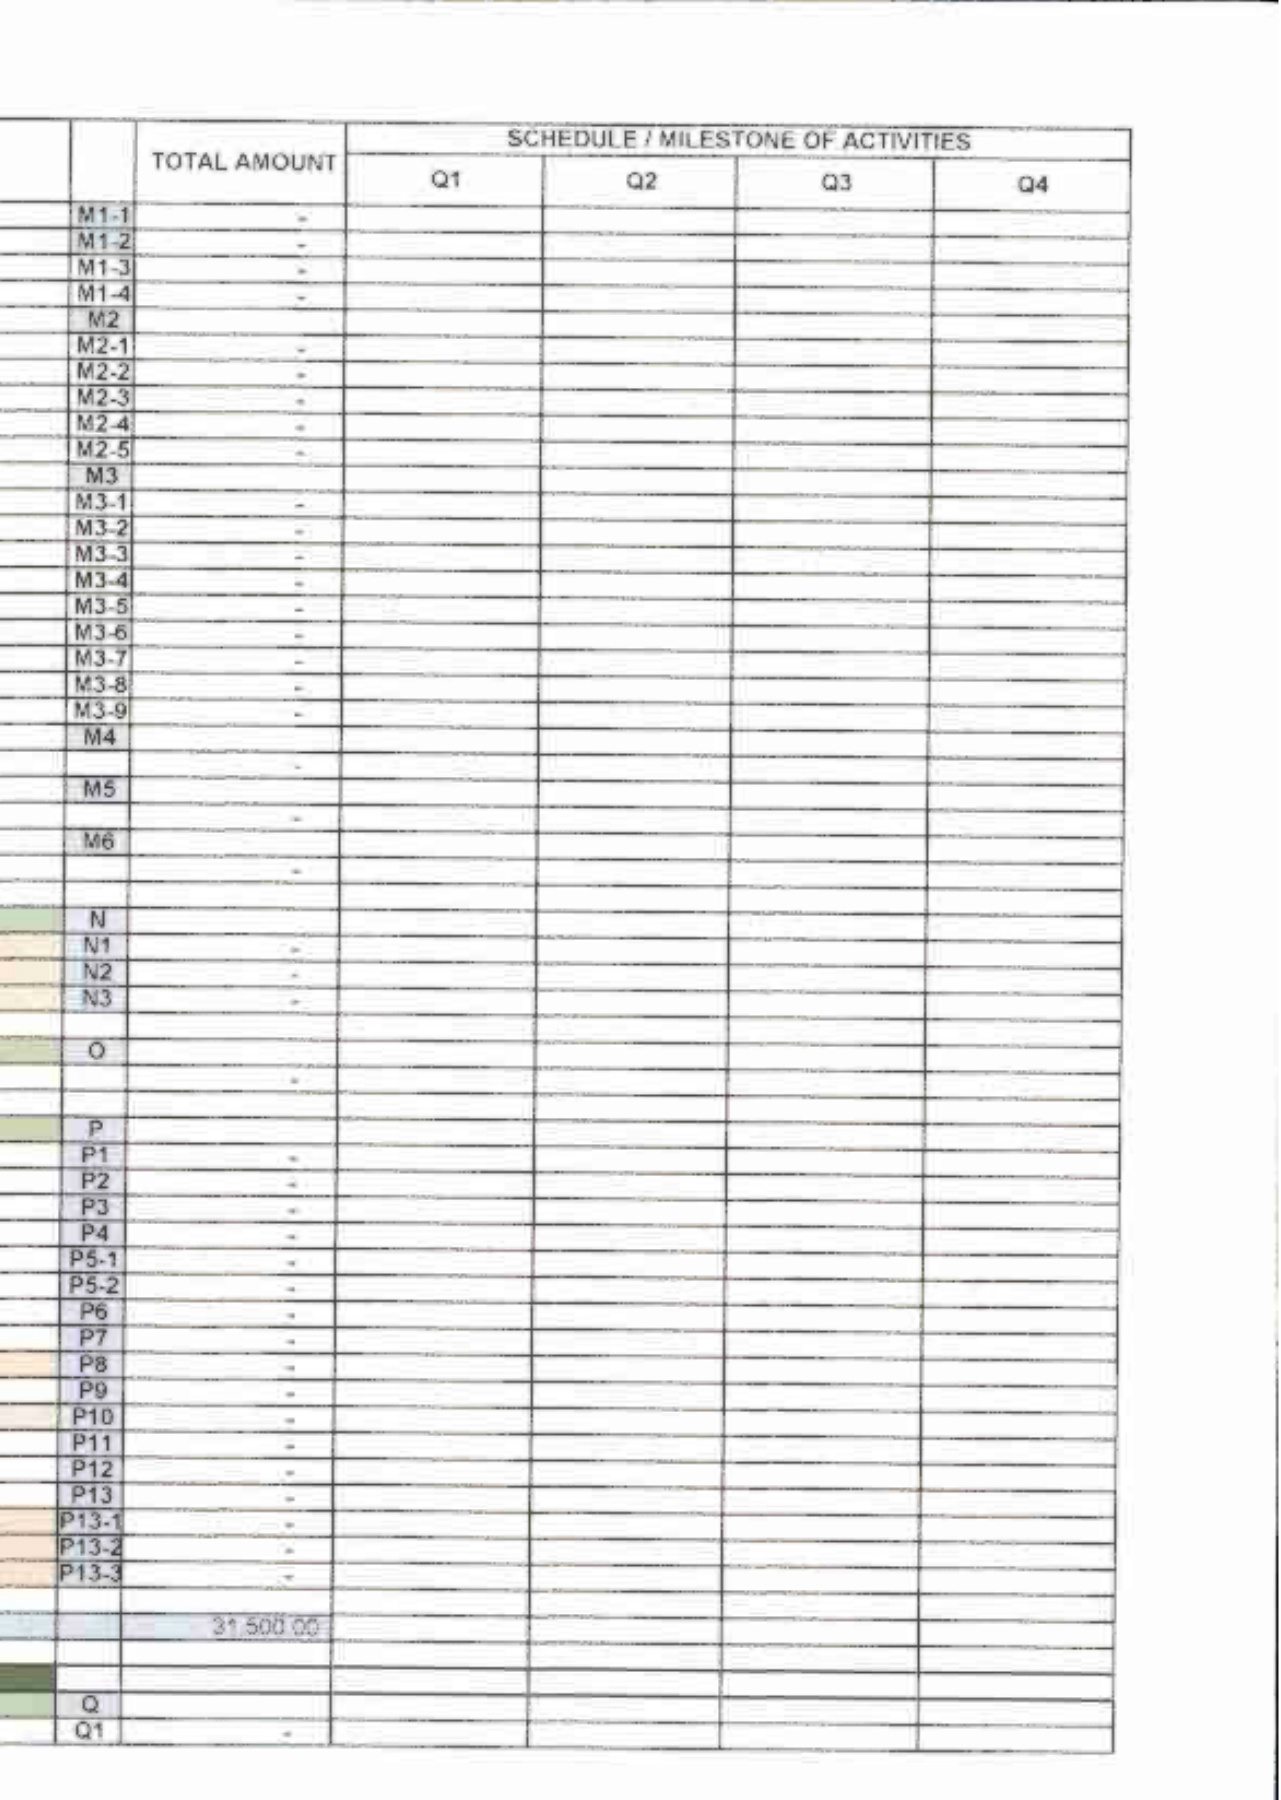 SCHEDULE / MILESTONE OF ACTIVITIES
TOTAL AMOUNT Q1 Q2 Q3 Q4
M1-1 -
M1-2 -
M1-3 -
M1-4 -
M2
M2-1 -
M2-2 -
M2-3 -
M2-4 -
M2-5 -
M3
M3-1 -
M3-2 -
M3-3 -
M3-4 -
M3-5 -
M3-6 -
M3-7 -
M3-8 -
M3-9 -
M4
-
M5
-
M6
-
N
N1 -
N2 -
N3 -
O
-
P
P1 -
P2 -
P3 -
P4 -
P5-1 -
P5-2 -
P6 -
P7 -
P8 -
P9 -
P10 -
P11 -
P12 -
P13 -
P13-1 -
P13-2 -
P13-3 -
31,500.00
Q
Q1 -